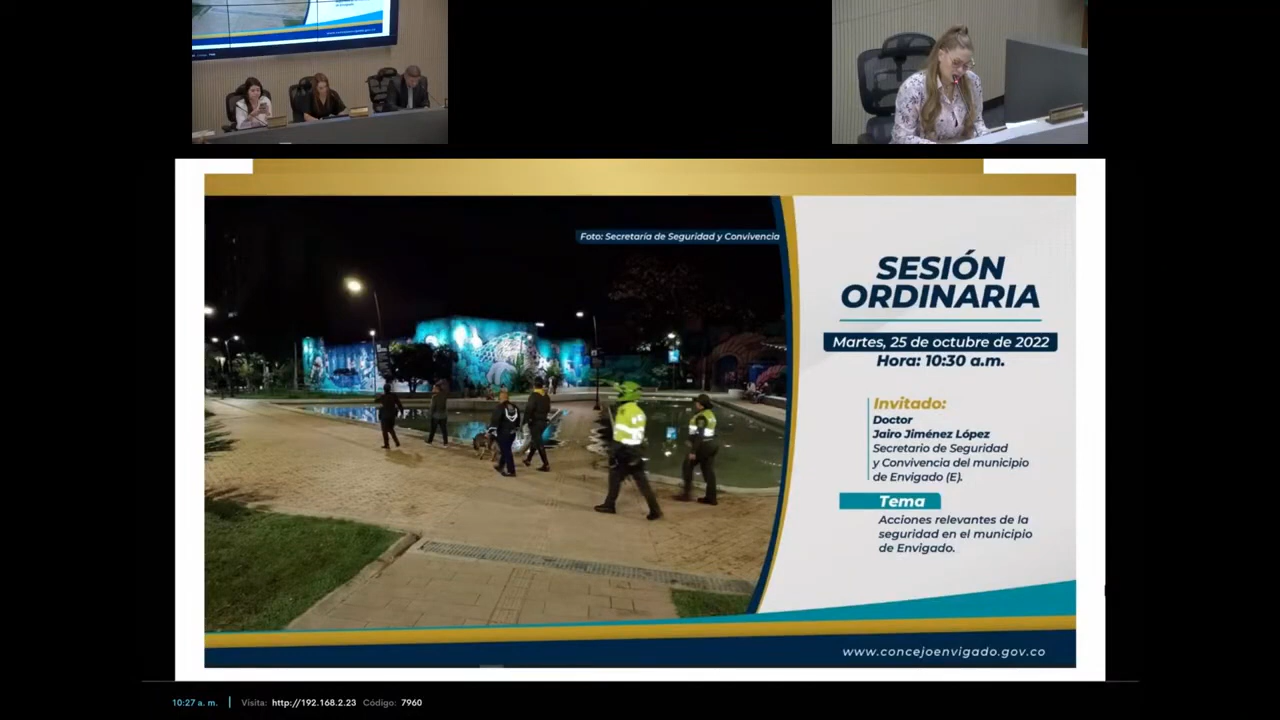 Foto: Secretaría de Seguridad y Convivencia
SESIÓN
ORDINARIA
Martes, 25 de octubre de 2022
Hora: 10:30 a.m.
Invitado:
Doctor
Jairo Jiménez López
Secretario de Seguridad
y Convivencia del municipio
de Envigado (E).
Tema
Acciones relevantes de la
seguridad en el municipio
de Envigado.
www.concejoenvigado.gov.co
10:27 a. m. | Visita: http://192.168.2.23 Código: 7960